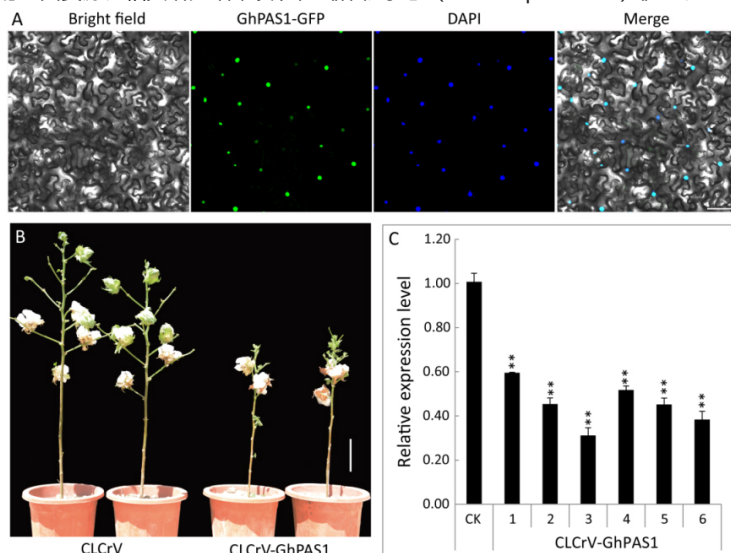 A Bright field GhPAS1-GFP DAPI Merge
B
CLCrV CLCrV-GhPAS1
C
Relative expression level
1.20
1.00
0.80
0.60
0.40
0.20
0.00
**
**
**
**
**
**
CK 1 2 3 4 5 6
CLCrV-GhPAS1